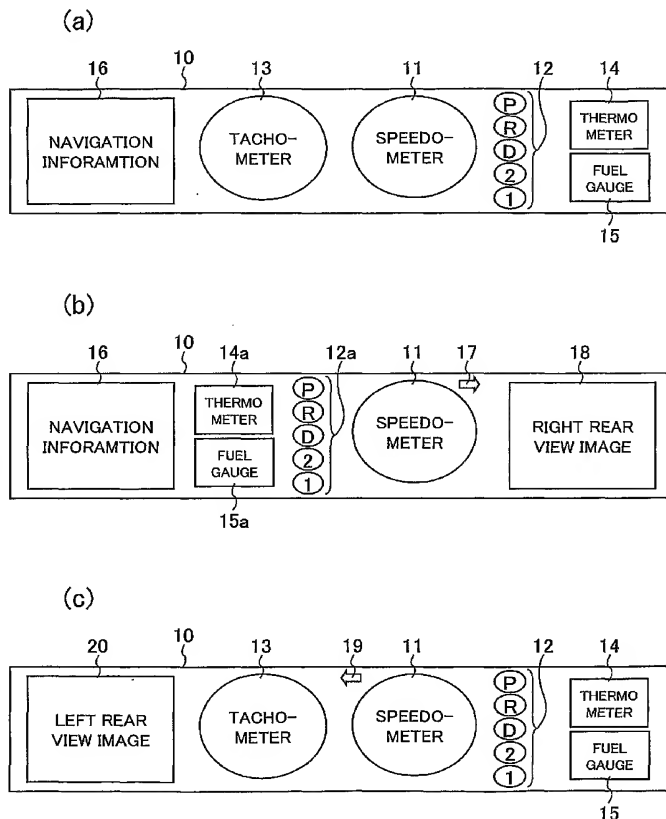 (a)
16 10 13 11 12 14
NAVIGATION
INFORAMTION
TACHO-
METER
SPEEDO-
METER
P
R
D
2
1
THERMO
METER
FUEL
GAUGE
15
(b)
16 10 14a 12a 11 17 18
NAVIGATION
INFORAMTION
THERMO
METER
FUEL
GAUGE
15a
P
R
D
2
1
SPEEDO-
METER
RIGHT REAR
VIEW IMAGE
(c)
20 10 13 19 11 12 14
LEFT REAR
VIEW IMAGE
TACHO-
METER
SPEEDO-
METER
P
R
D
2
1
THERMO
METER
FUEL
GAUGE
15